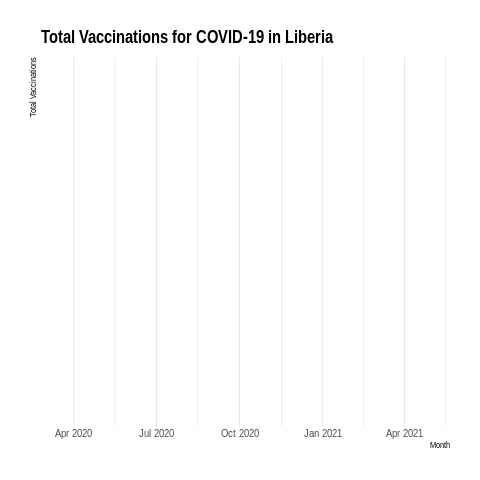 Total Vaccinations for COVID-19 in Liberia
Total Vaccinations
Apr 2020 Jul 2020 Oct 2020 Jan 2021 Apr 2021
Month